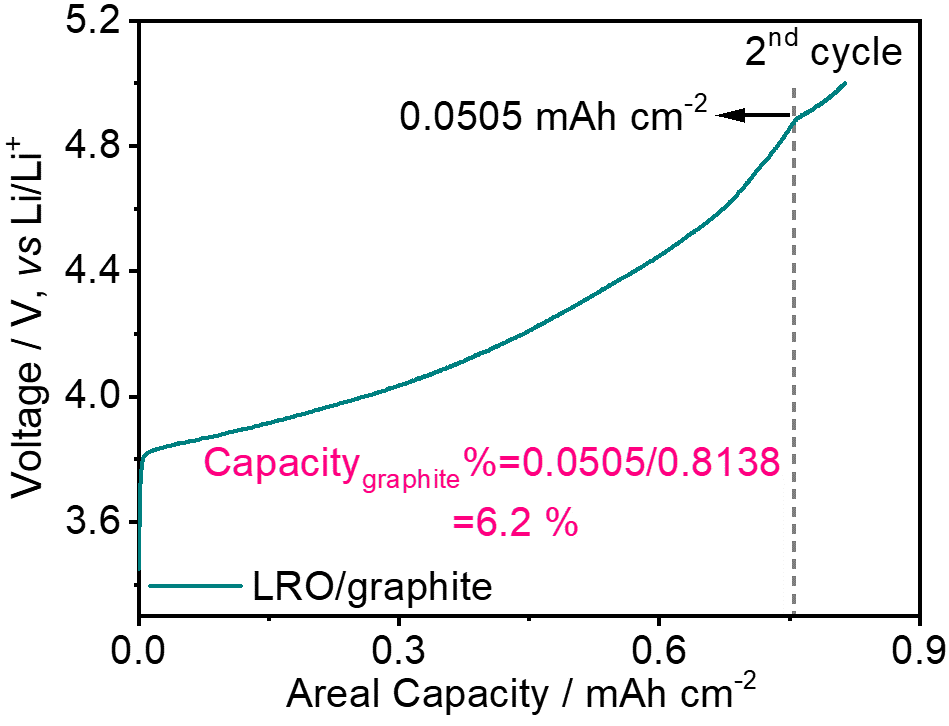 5.2
2nd cycle
0.0505 mAh cm-2
4.8
4.4
4.0
3.6
Voltage / V, vs Li/Li+
Capacitygraphite%=0.0505/0.8138
=6.2 %
LRO/graphite
0.0 0.3 0.6 0.9
Areal Capacity / mAh cm-2